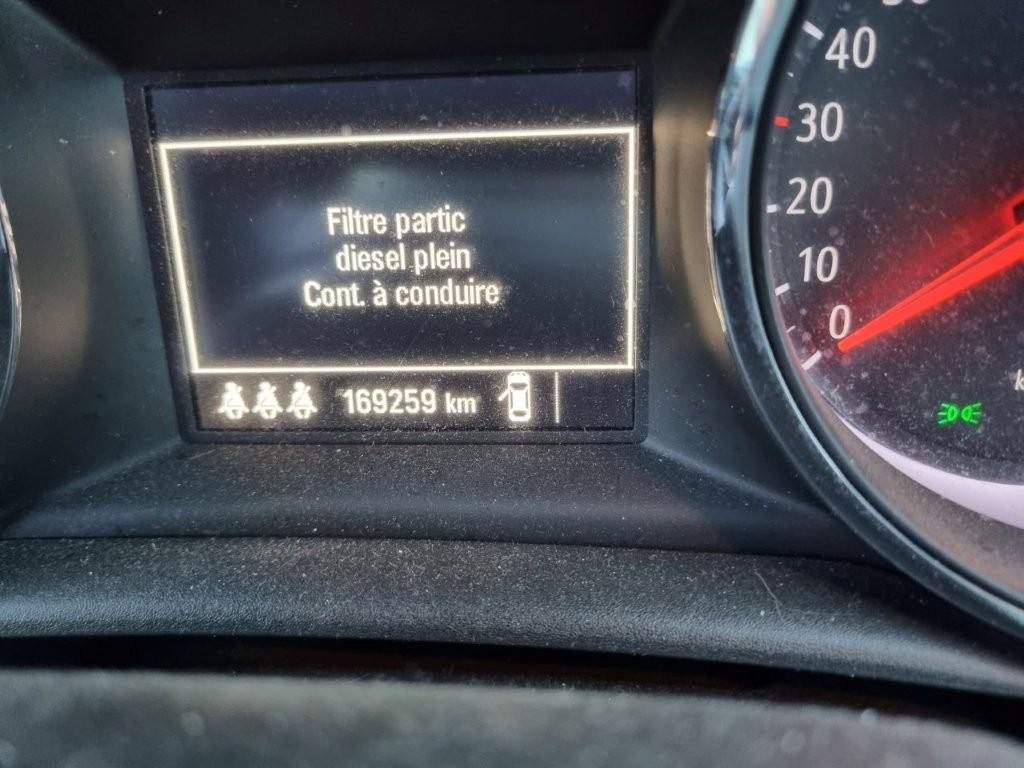 Filtre partic
diesel plein
Cont. à conduire
169259 km
40
30
20
10
0